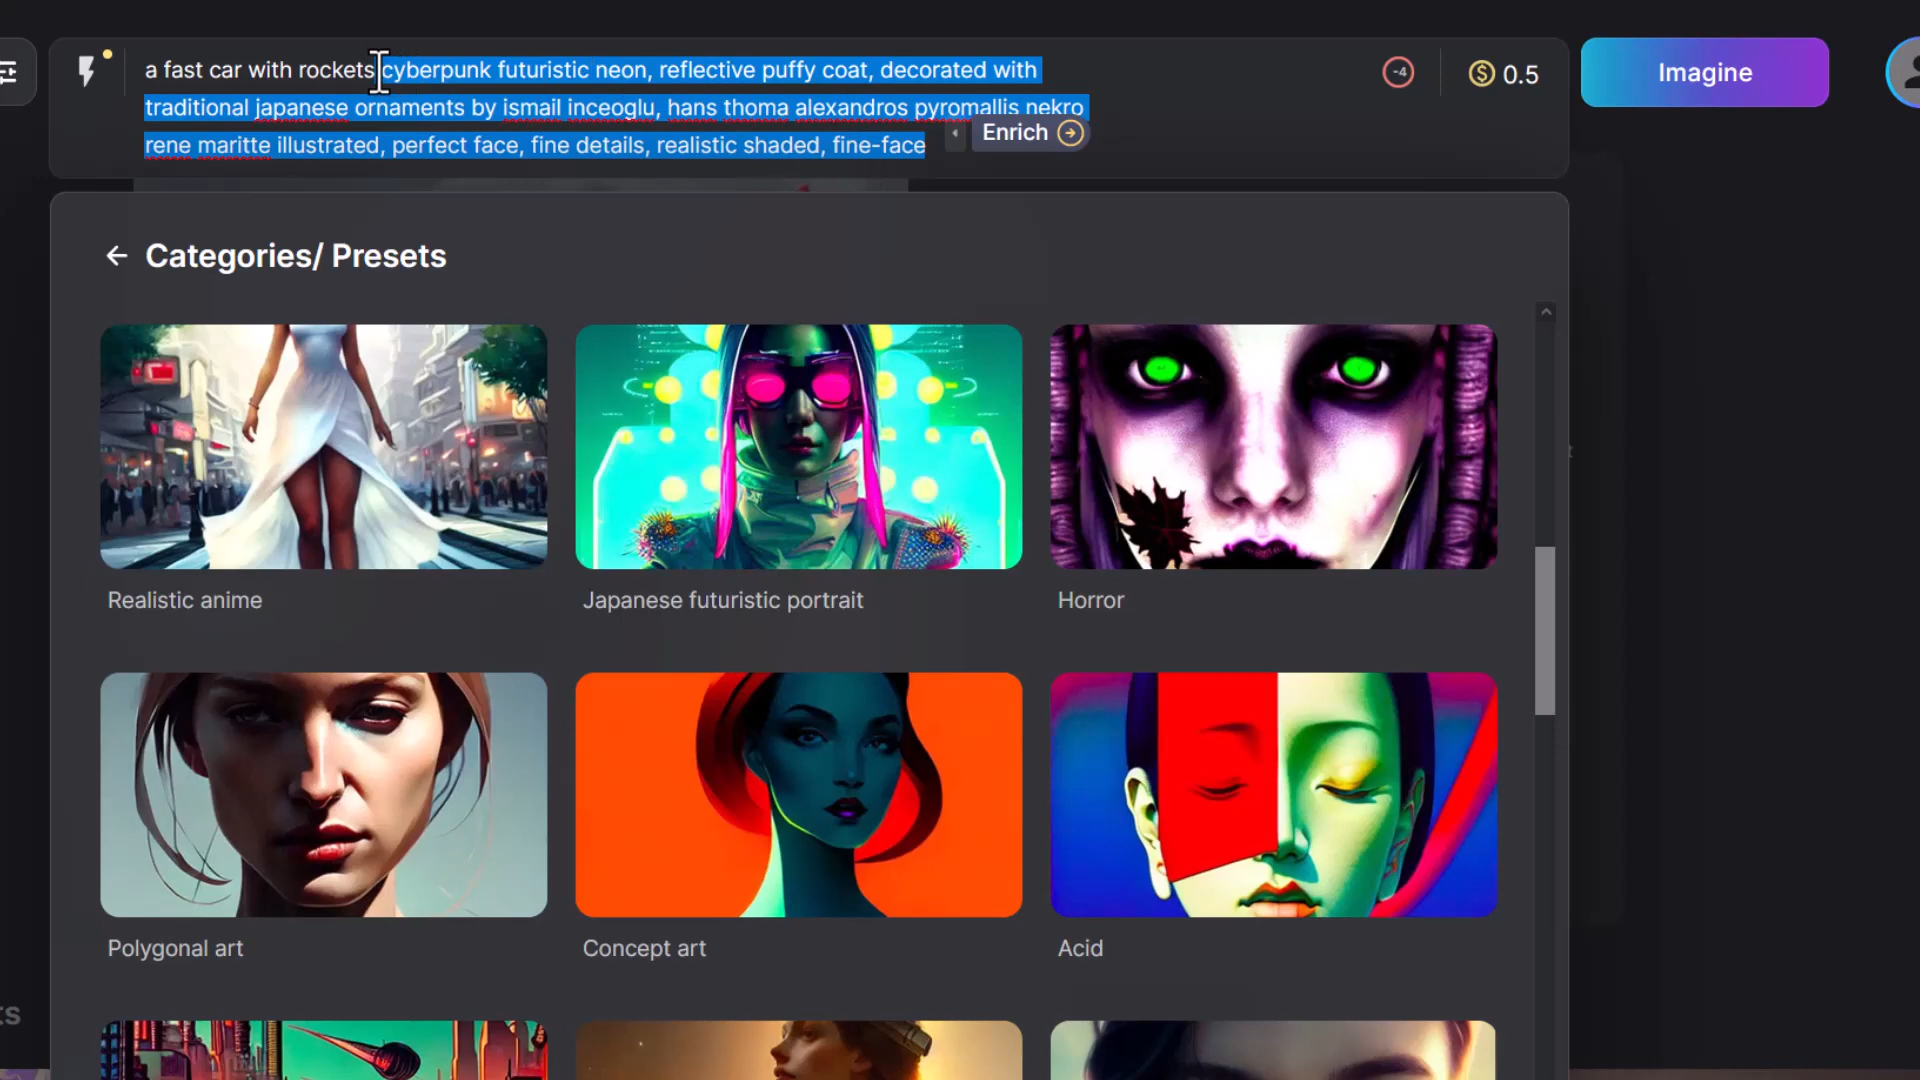 a fast car with rockets cyberpunk futuristic neon, reflective puffy coat, decorated with
traditional japanese ornaments by ismail inceoglu, hans thoma alexandros pyromallis nekro
rene maritte illustrated, perfect face, fine details, realistic shaded, fine-face
Enrich
-4
0.5
Imagine
Categories/ Presets
Realistic anime
Japanese futuristic portrait
Horror
Polygonal art
Concept art
Acid
ts